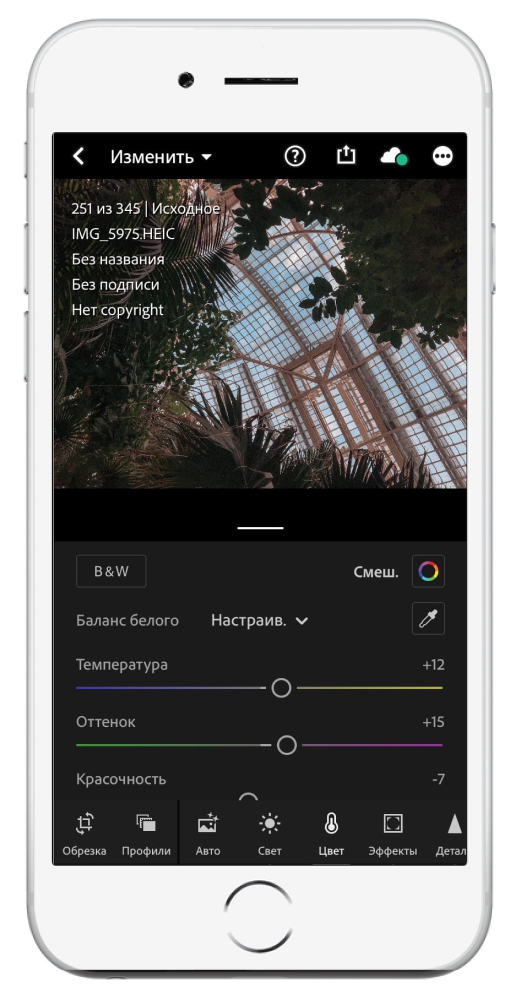 Изменить
251 из 345 | Исходное
IMG_5975.HEIC
Без названия
Без подписи
Нет copyright
B&W
Смеш.
Баланс белого Настраив.
Температура +12
Оттенок +15
Красочность -7
Обрезка Профили Авто Свет Цвет Эффекты Детал